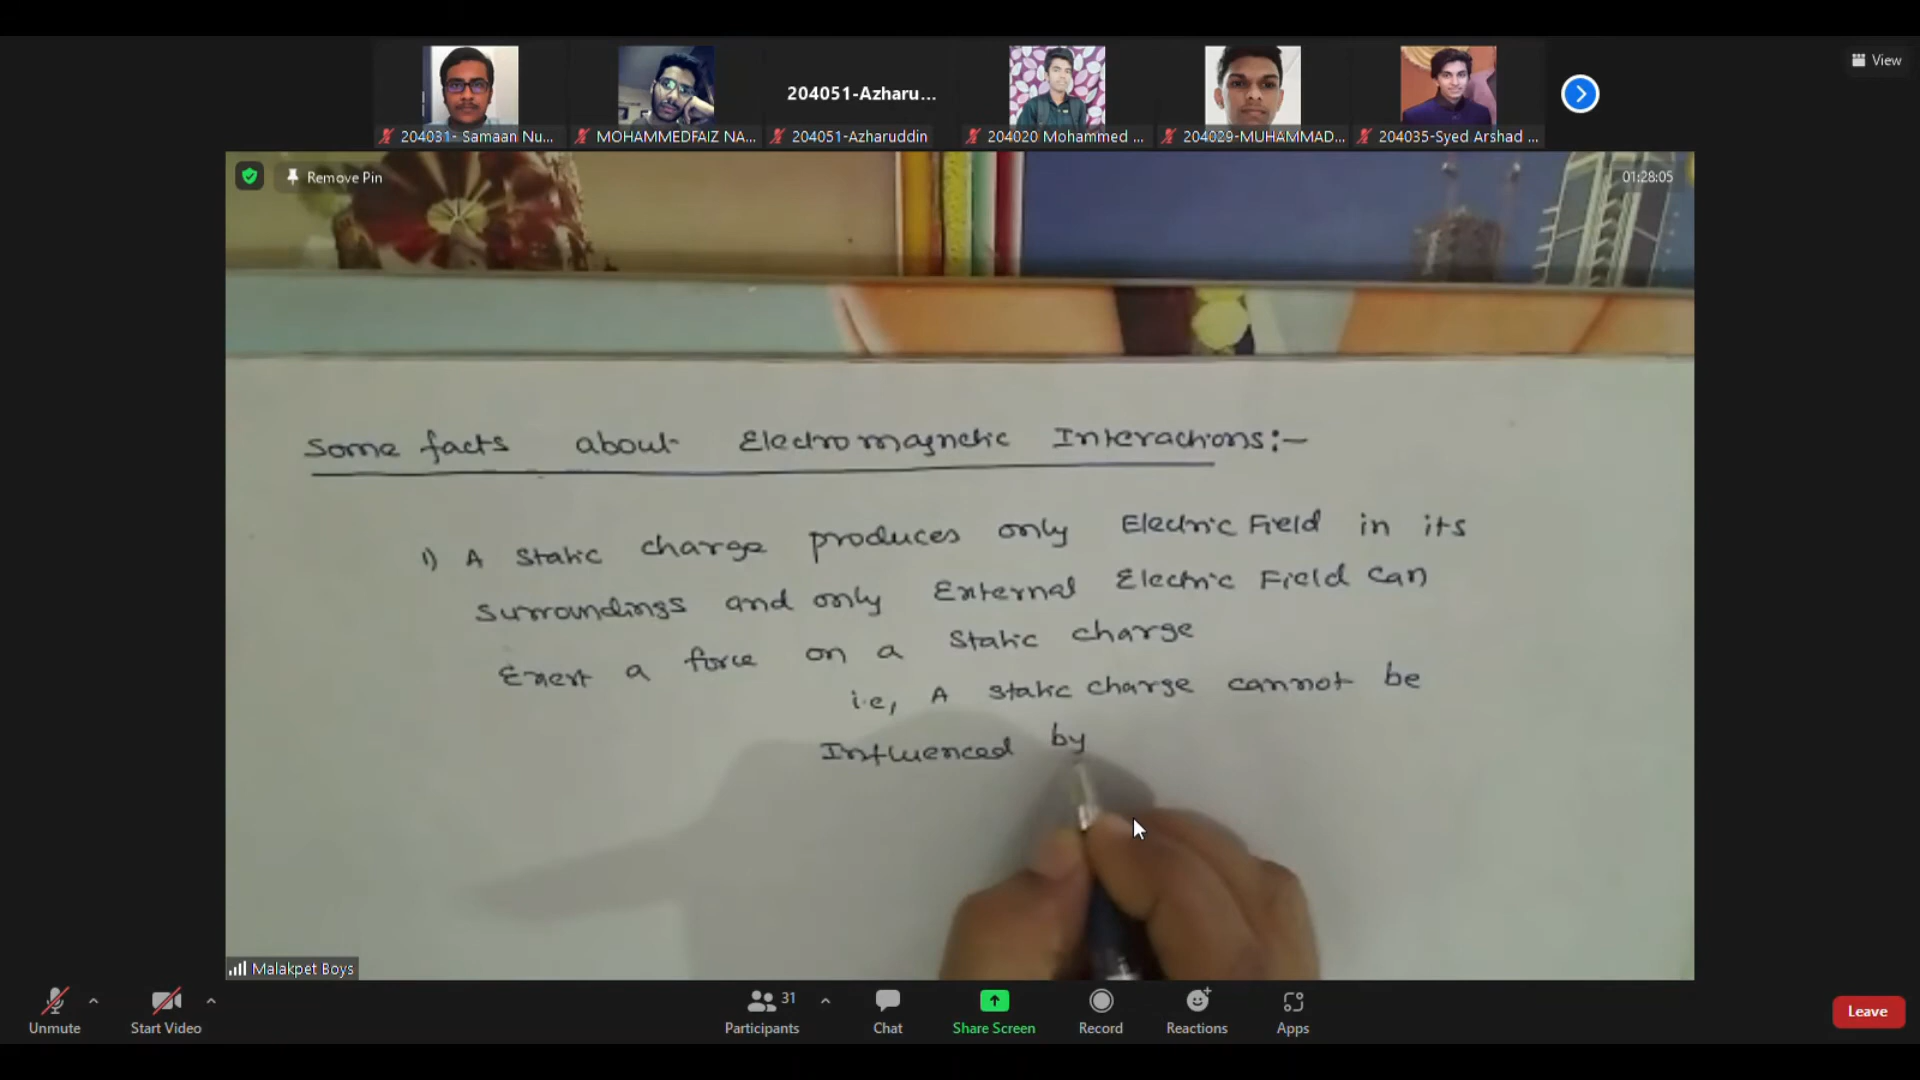 204051-Azharu...
View
204031- Samaan Nu...
MOHAMMEDFAIZ NA...
204051-Azharuddin
204020 Mohammed ...
204029-MUHAMMAD...
204035-Syed Arshad ...
Remove Pin
01:28:05
Some facts about Electromagnetic Interactions:-
1) A static charge produces only Electric Field in its
surroundings and only External Electric Field can
Exert a force on a static charge
i.e, A static charge cannot be
Influenced by
Malakpet Boys
Unmute
Start Video
31
Participants
Chat
Share Screen
Record
Reactions
Apps
Leave